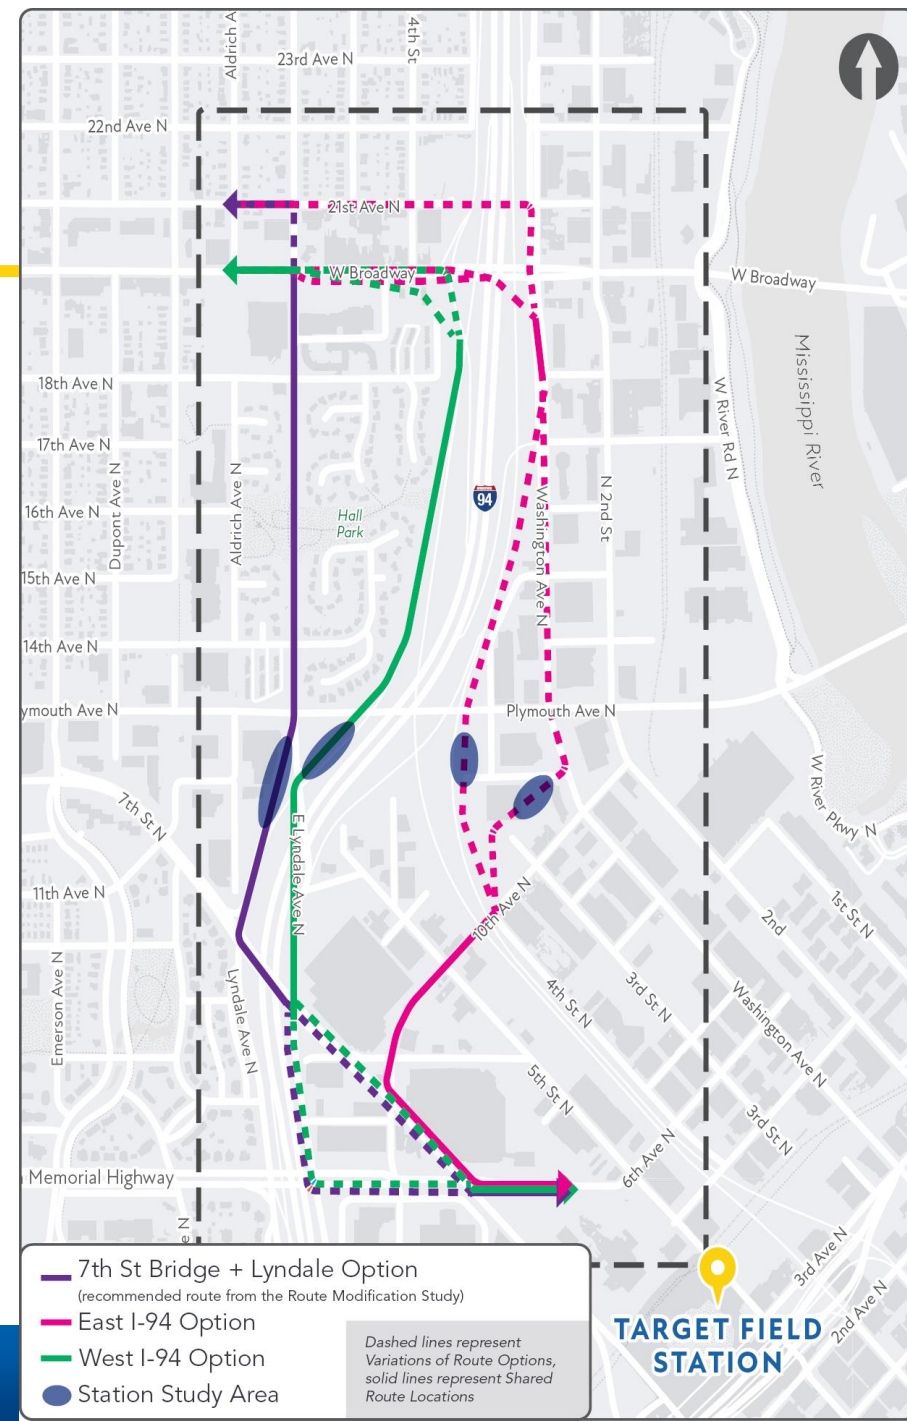 Aldrich A
4th St
23rd Ave N
22nd Ave N
21st Ave N
W Broadway
W Broadway
Mississippi River
18th Ave N
W River Rd N
17th Ave N
Dupont Ave N
Aldrich Ave N
94
Washington Ave N
N 2nd St
16th Ave N
Hall
Park
15th Ave N
14th Ave N
ymouth Ave N
Plymouth Ave N
W River Pkwy N
7th St N
E Lyndale Ave N
11th Ave N
10th Ave N
1st St N
2nd
Emerson Ave N
Lyndale Ave N
4th St N
3rd St N
Washington Ave N
5th St N
3rd St N
6th Ave N
Memorial Highway
e N
3rd Ave N
2nd Ave N
TARGET FIELD
STATION
7th St Bridge + Lyndale Option
(recommended route from the Route Modification Study)
East I-94 Option
West I-94 Option
Station Study Area
Dashed lines represent
Variations of Route Options,
solid lines represent Shared
Route Locations